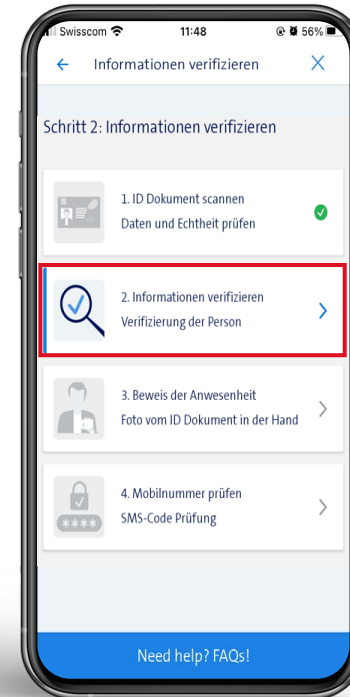 Swisscom 11:48 56%
Informationen verifizieren
Schritt 2: Informationen verifizieren
1. ID Dokument scannen
Daten und Echtheit prüfen
2. Informationen verifizieren
Verifizierung der Person
3. Beweis der Anwesenheit
Foto vom ID Dokument in der Hand
4. Mobilnummer prüfen
SMS-Code Prüfung
****
Need help? FAQs!